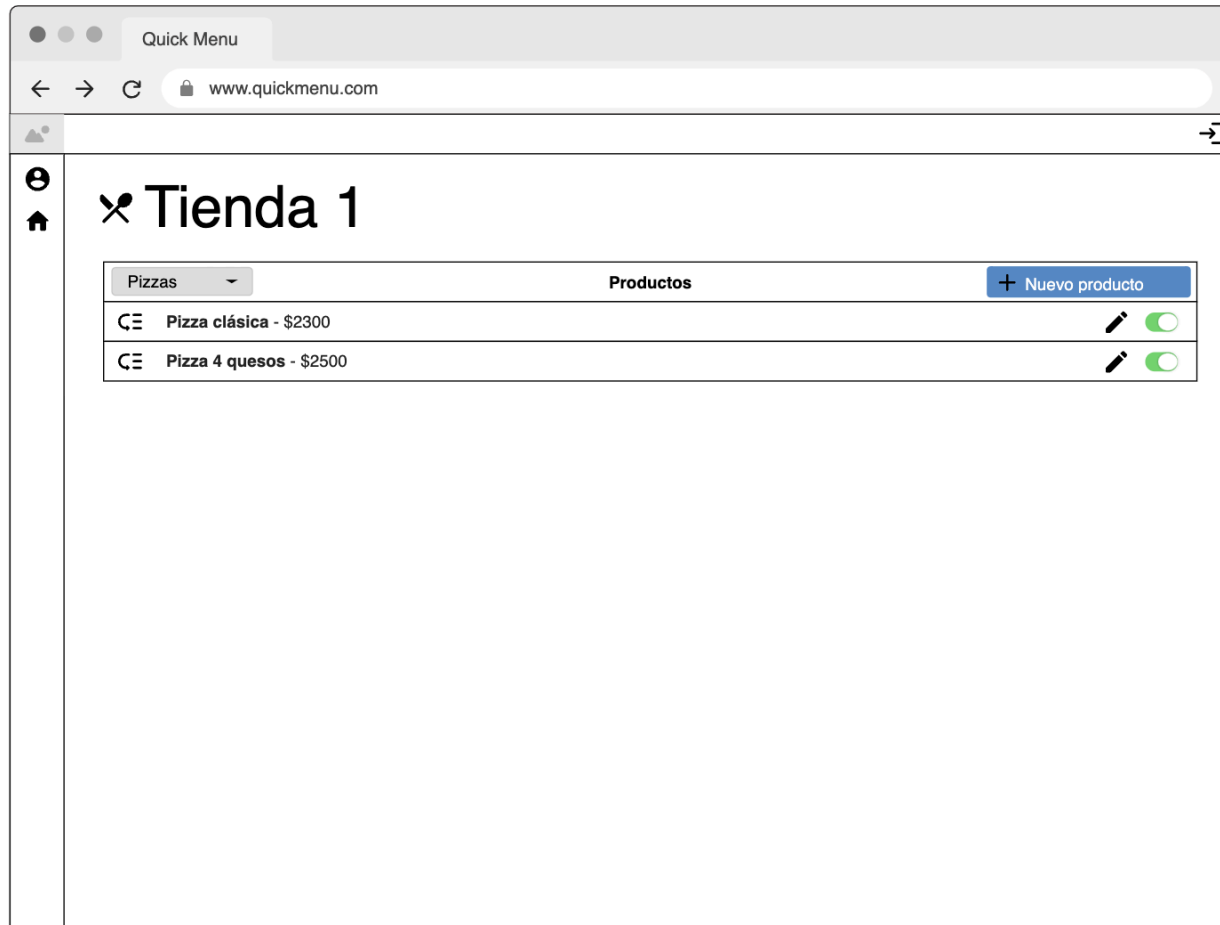 Quick Menu
www.quickmenu.com
Tienda 1
Pizzas Productos + Nuevo producto
Pizza clásica - $2300
Pizza 4 quesos - $2500